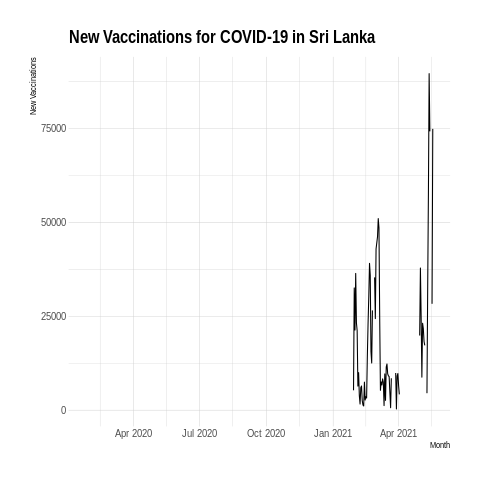 New Vaccinations for COVID-19 in Sri Lanka
New Vaccinations
75000
50000
25000
0
Apr 2020 Jul 2020 Oct 2020 Jan 2021 Apr 2021
Month